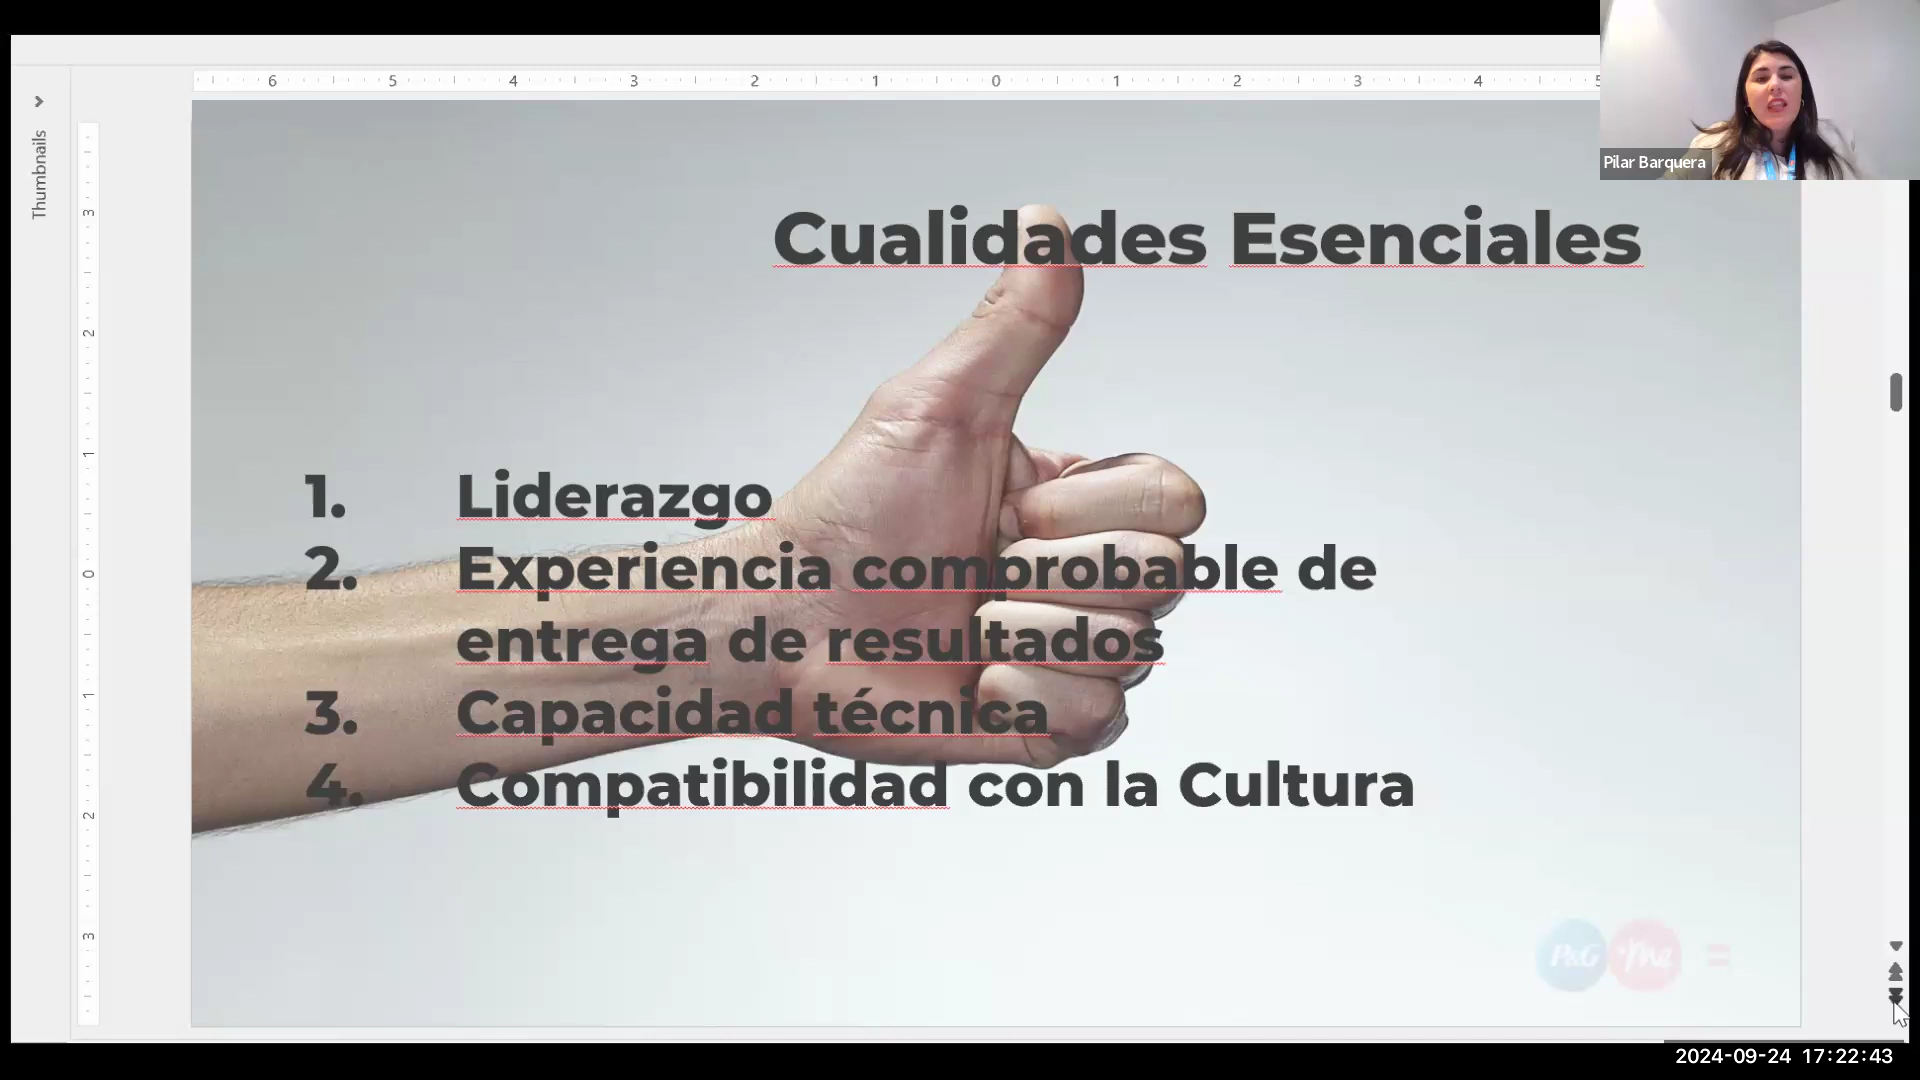 6 5 4 3 2 1 0 1 2 3 4 5
Pilar Barquera
Thumbnails
3
2
1
0
1
2
3
Cualidades Esenciales
1. Liderazgo
2. Experiencia comprobable de
entrega de resultados
3. Capacidad técnica
4. Compatibilidad con la Cultura
P&G +me =
2024-09-24 17:22:43